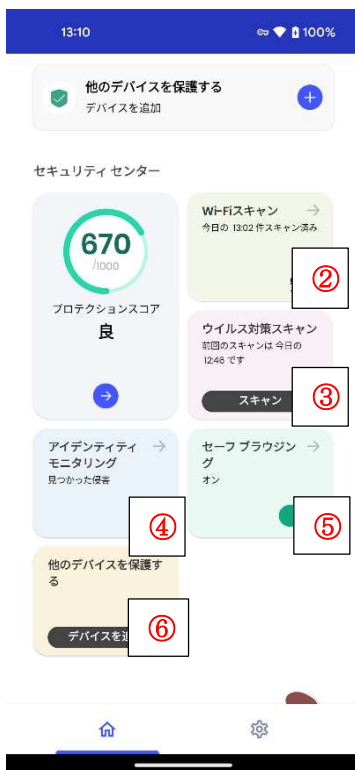 13:10
100%
他のデバイスを保護する
デバイスを追加
セキュリティ センター
670
/1000
プロテクションスコア
良
Wi-Fiスキャン
今日の 13:02 件スキャン済み
②
ウイルス対策スキャン
前回のスキャンは 今日の
12:46 です
スキャン
③
アイデンティティ
モニタリング
見つかった侵害
④
セーフ ブラウジン
グ
オン
⑤
他のデバイスを保護す
る
デバイスを
⑥